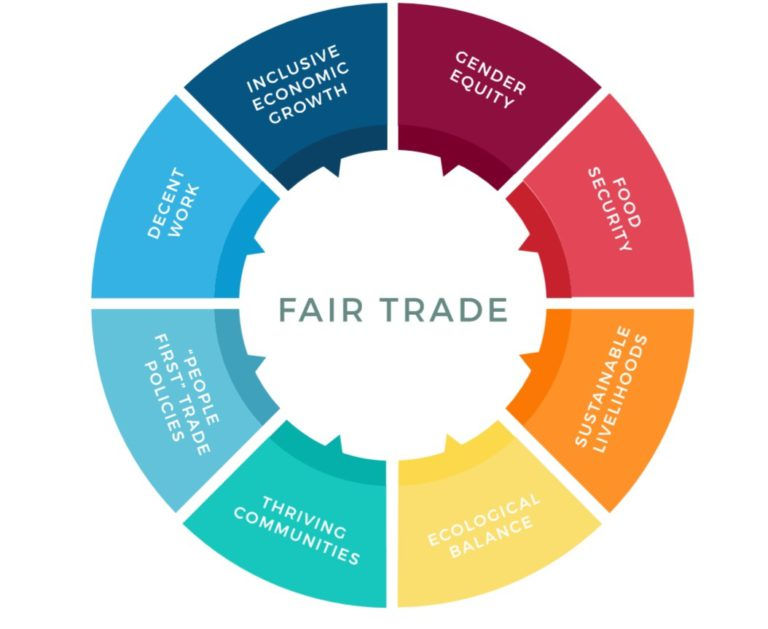 INCLUSIVE
ECONOMIC
GROWTH
GENDER
EQUITY
FOOD
SECURITY
SUSTAINABLE
LIVELIHOODS
ECOLOGICAL
BALANCE
THRIVING
COMMUNITIES
“PEOPLE
FIRST” TRADE
POLICIES
DECENT
WORK
FAIR TRADE